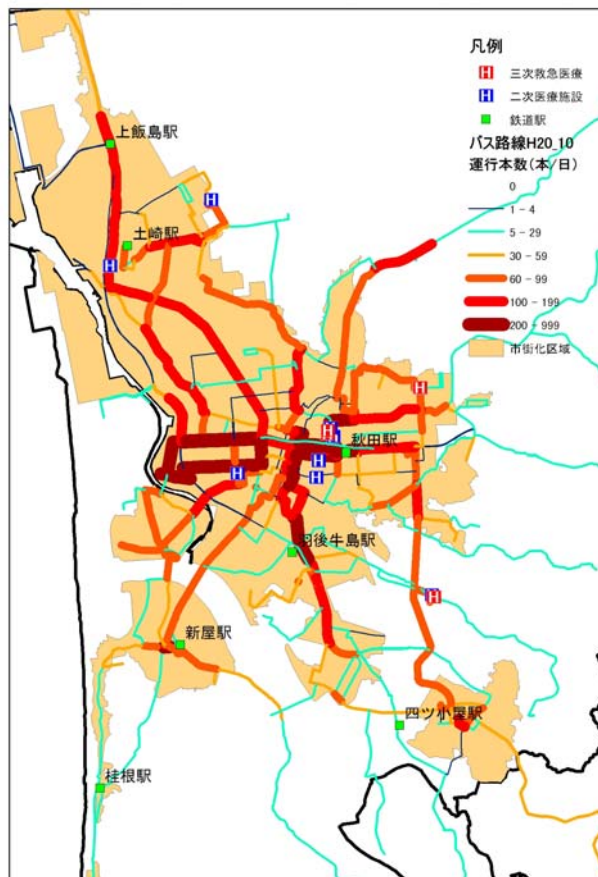 凡例
三次救急医療
二次医療施設
鉄道駅
バス路線H20_10
運行本数(本/日)
0
1 - 4
5 - 29
30 - 59
60 - 99
100 - 199
200 - 999
市街化区域
上飯島駅
土崎駅
秋田駅
羽後牛島駅
新屋駅
四ツ小屋駅
桂根駅
H
H
H
H
H
H
H
H
H
H